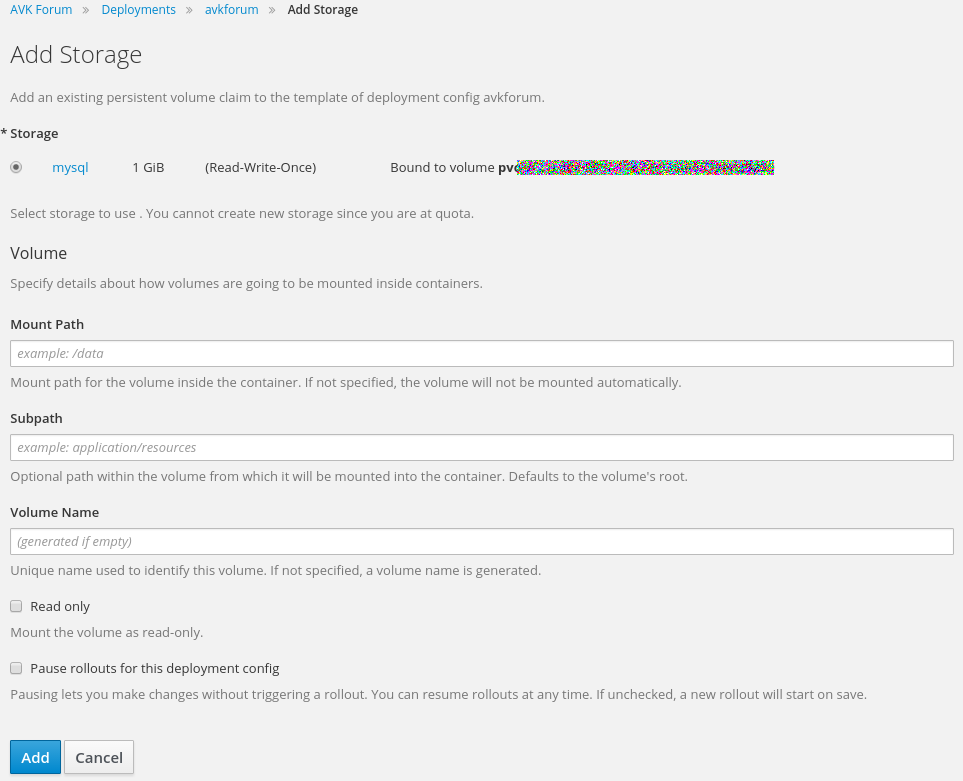 AVK Forum » Deployments » avkforum » Add Storage
Add Storage
Add an existing persistent volume claim to the template of deployment config avkforum.
* Storage
mysql 1 GiB (Read-Write-Once) Bound to volume pvc
Select storage to use . You cannot create new storage since you are at quota.
Volume
Specify details about how volumes are going to be mounted inside containers.
Mount Path
example: /data
Mount path for the volume inside the container. If not specified, the volume will not be mounted automatically.
Subpath
example: application/resources
Optional path within the volume from which it will be mounted into the container. Defaults to the volume's root.
Volume Name
(generated if empty)
Unique name used to identify this volume. If not specified, a volume name is generated.
Read only
Mount the volume as read-only.
Pause rollouts for this deployment config
Pausing lets you make changes without triggering a rollout. You can resume rollouts at any time. If unchecked, a new rollout will start on save.
Add Cancel